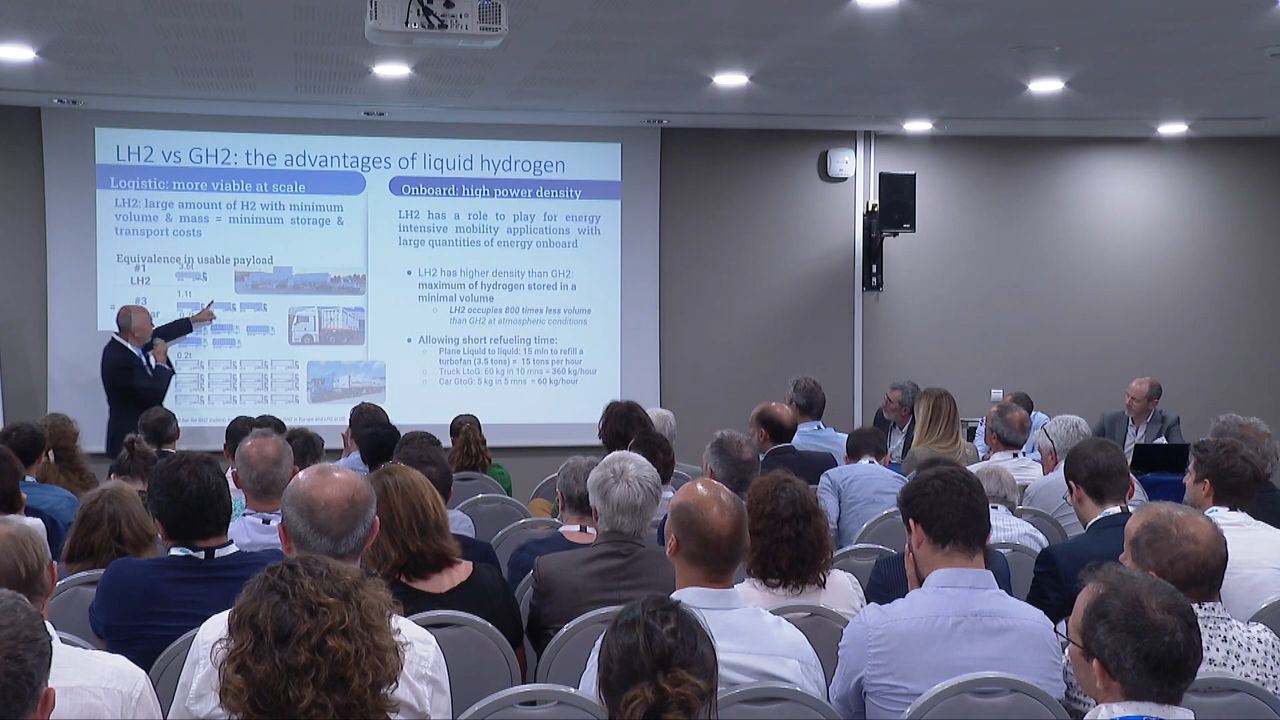 LH2 vs GH2: the advantages of liquid hydrogen
Logistic: more viable at scale
LH2: large amount of H2 with minimum
volume & mass = minimum storage &
transport costs
Equivalence in usable payload
#1
LH2
3.6t
#3
1.1t
0.2t
Onboard: high power density
LH2 has a role to play for energy
intensive mobility applications with
large quantities of energy onboard
• LH2 has higher density than GH2:
maximum of hydrogen stored in a
minimal volume
○ LH2 occupies 800 times less volume
than GH2 at atmospheric conditions
• Allowing short refueling time:
○ Plane Liquid to liquid: 15 min to refill a
turbofan (3.5 tons) = 15 tons per hour
○ Truck LtoG: 60 kg in 10 mns = 360 kg/hour
○ Car GtoG: 5 kg in 5 mns = 60 kg/hour